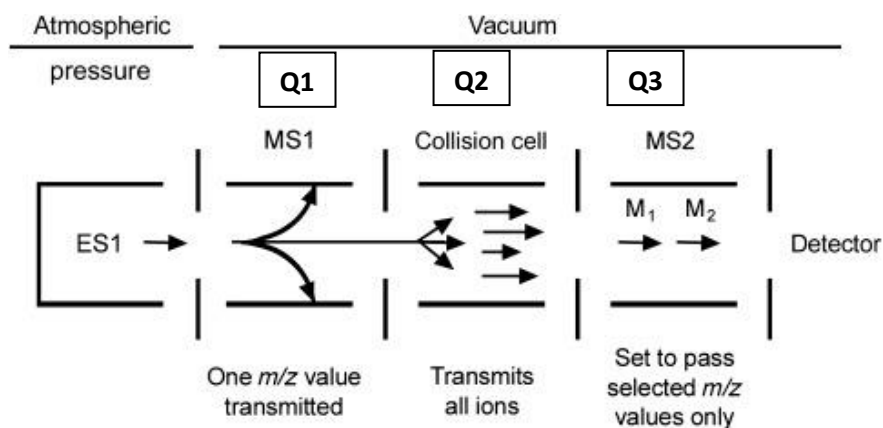 Atmospheric
pressure
Vacuum
Q1
Q2
Q3
MS1
Collision cell
MS2
ES1
M₁ M₂
Detector
One m/z value
transmitted
Transmits
all ions
Set to pass
selected m/z
values only